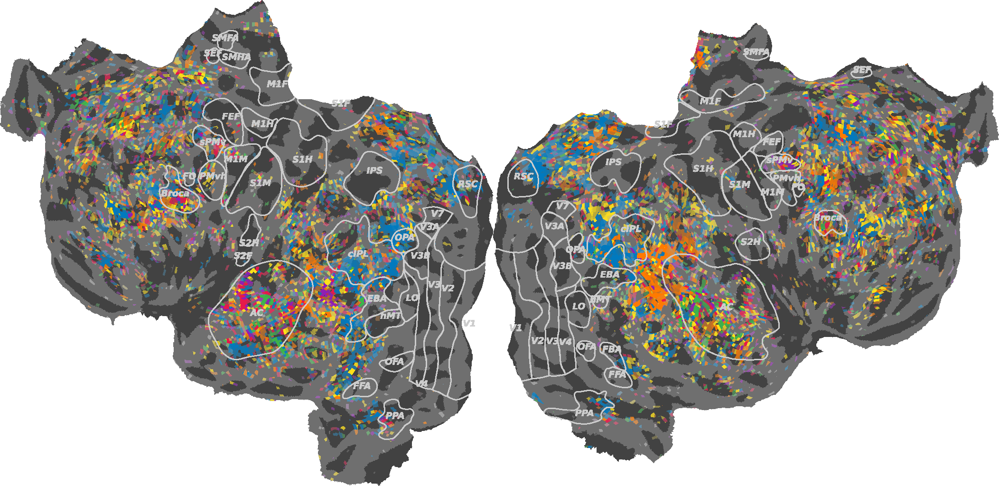 SMFA
SEF
SMHA
M1F
S1F
FEF
M1H
sPMv
M1M
S1H
FO
PMvh
S1M
IPS
RSC
Broca
V7
V3A
OPA
S2H
S2F
cIPL
V3B
V3
V2
EBA
LO
AC
hMT
V1
OFA
V4
FFA
PPA
SMFA
SEF
M1F
S1F
M1H
FEF
IPS
sPMv
S1H
RSC
PMvh
S1M
M1M
FO
V7
Broca
V3A
cIPL
S2H
OPA
V3B
EBA
hMT
LO
AC
V1
V2
V3
V4
OFA
FBA
FFA
PPA